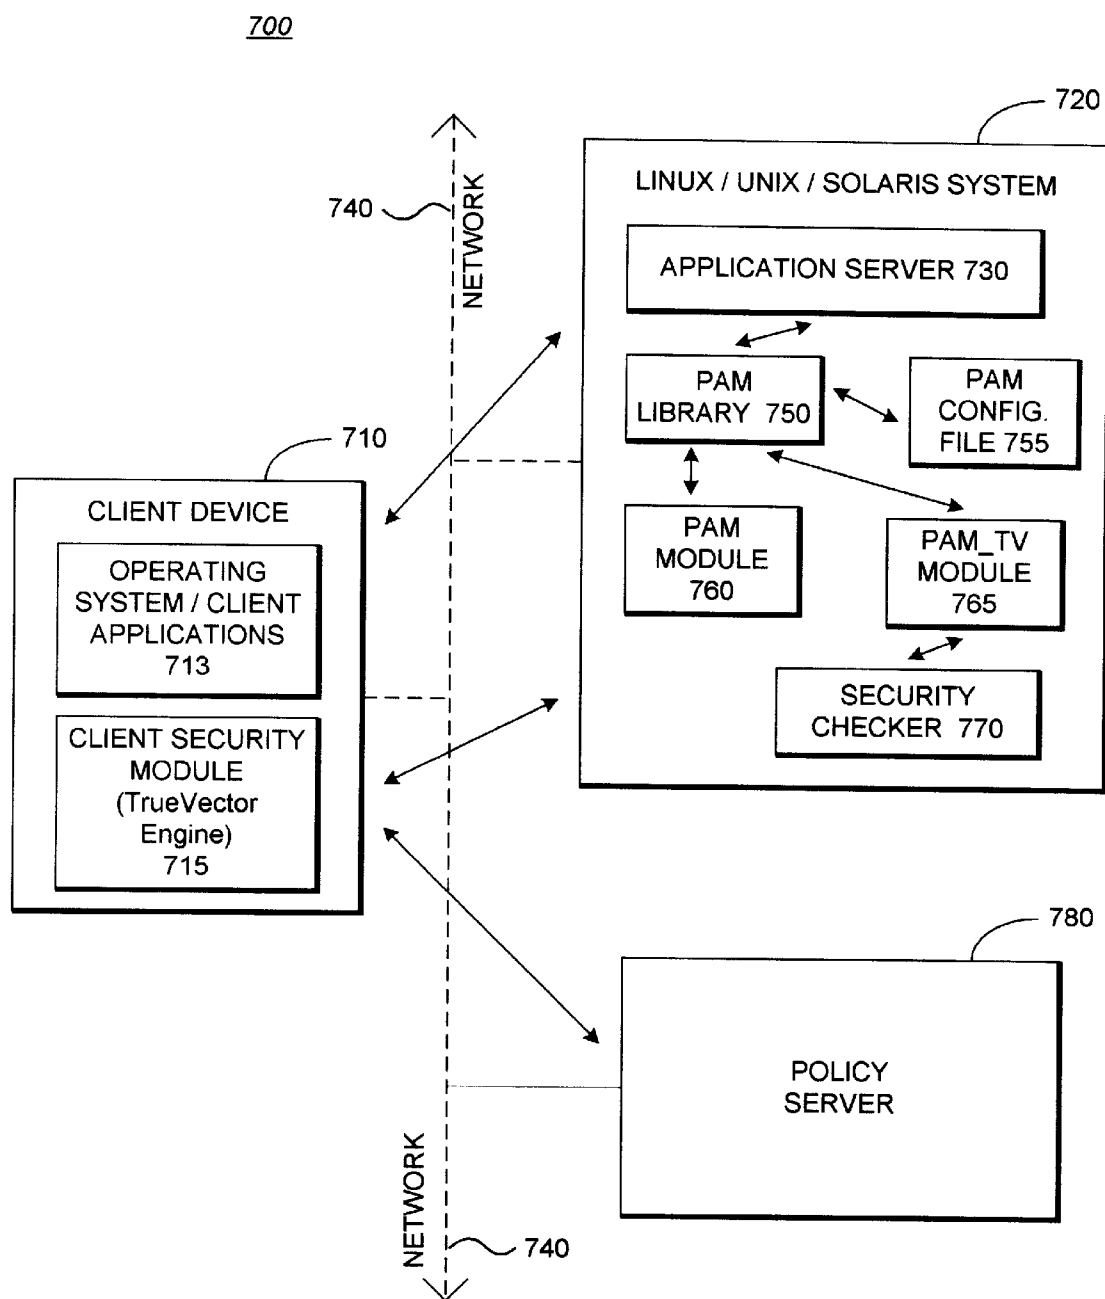 700
720
LINUX / UNIX / SOLARIS SYSTEM
740
NETWORK
APPLICATION SERVER 730
PAM
LIBRARY 750
PAM
CONFIG.
FILE 755
710
CLIENT DEVICE
OPERATING
SYSTEM / CLIENT
APPLICATIONS
713
PAM
MODULE
760
PAM_TV
MODULE
765
CLIENT SECURITY
MODULE
(TrueVector
Engine)
715
SECURITY
CHECKER 770
780
POLICY
SERVER
NETWORK
740